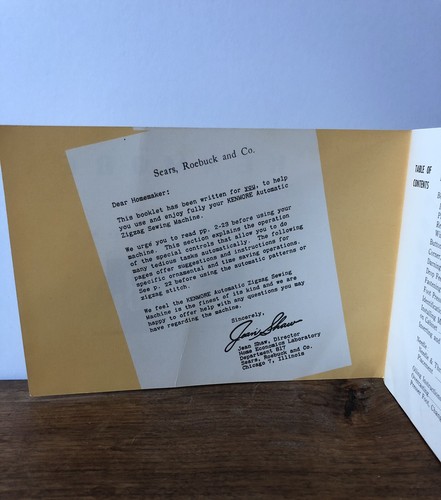 Sears, Roebuck and Co.
Dear Homemaker:
This booklet has been written for YOU, to help
you use and enjoy fully your KENMORE Automatic
Zigzag Sewing Machine.
We urge you to read pp. 2-29 before using your
machine. This section explains the operation
of the special controls that allow you to do
many tedious tasks automatically. The following
pages offer suggestions and instructions for
specific ornamental and time saving operations.
See p. 22 before using the automatic patterns or
zigzag stitch.
We feel the KENMORE Automatic Zigzag Sewing
Machine is the finest of its kind and we are
happy to offer help with any questions you may
have regarding the machine.
Sincerely,
Jean Shaw
Jean Shaw, Director
Home Economics Laboratory
Department 817
Sears, Roebuck and Co.
Chicago 7, Illinois
TABLE OF
CONTENTS